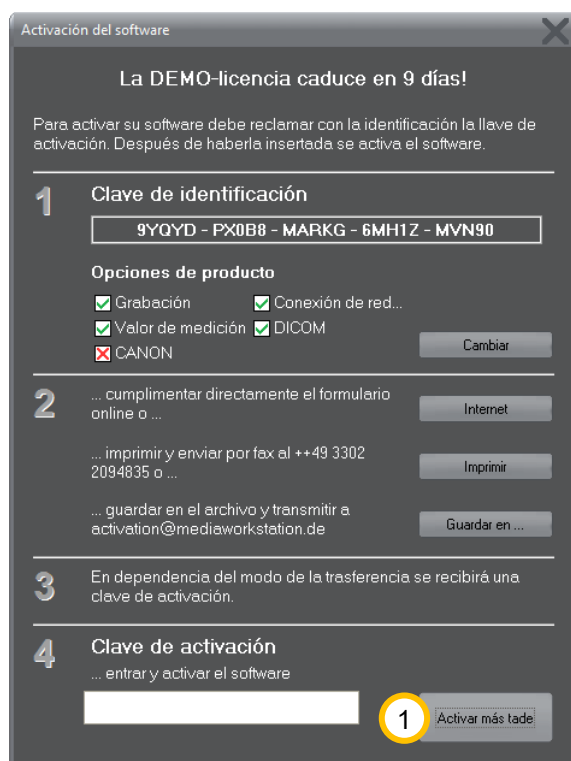 Activación del software
La DEMO-licencia caduce en 9 días!
Para activar su software debe reclamar con la identificación la llave de
activación. Después de haberla insertada se activa el software.
1
Clave de identificación
9YQYD - PX0B8 - MARKG - 6MH1Z - MVN90
Opciones de producto
Grabación
Conexión de red...
Valor de medición
DICOM
CANON
Cambiar
2
... cumplimentar directamente el formulario
online o ...
Internet
... imprimir y enviar por fax al ++49 3302
2094835 o ...
Imprimir
... guardar en el archivo y transmitir a
activation@mediaworkstation.de
Guardar en ...
3
En dependencia del modo de la trasferencia se recibirá una
clave de activación.
4
Clave de activación
... entrar y activar el software
1
Activar más tade